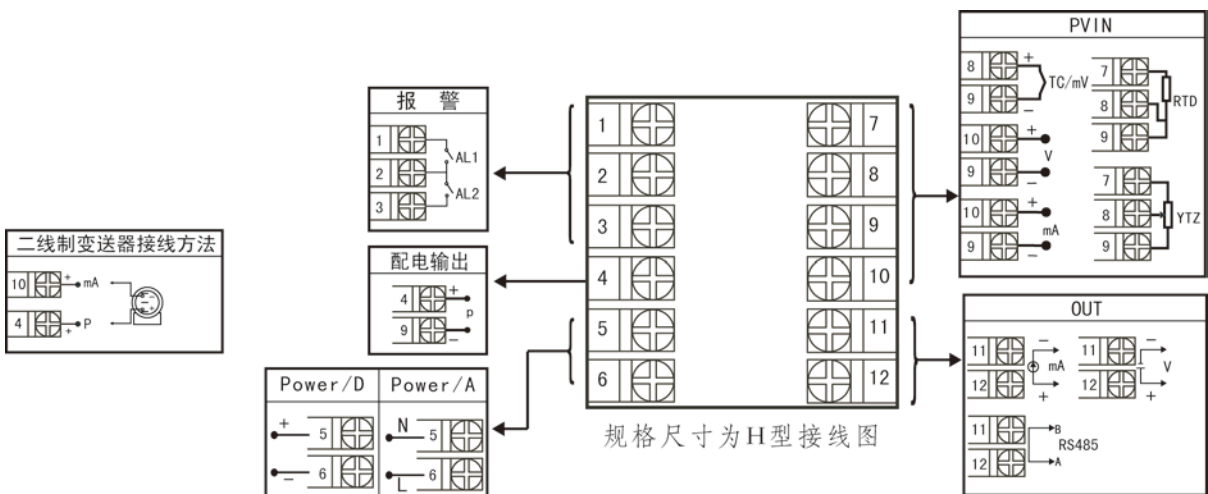 二线制变送器接线方法
10 + mA
4 + P
报 警
1
2
3
AL1
AL2
配电输出
4 +
9 −
p
Power/D Power/A
+ 5 N 5
− 6 L 6
1 7
2 8
3 9
4 10
5 11
6 12
规格尺寸为H型接线图
PVIN
8 +
9 −
TC/mV
10 +
9 −
V
10 +
9 −
mA
7
8
9
RTD
7
8
9
YTZ
OUT
11 −
12 +
mA
11 −
12 +
V
11 B
12 A
RS485